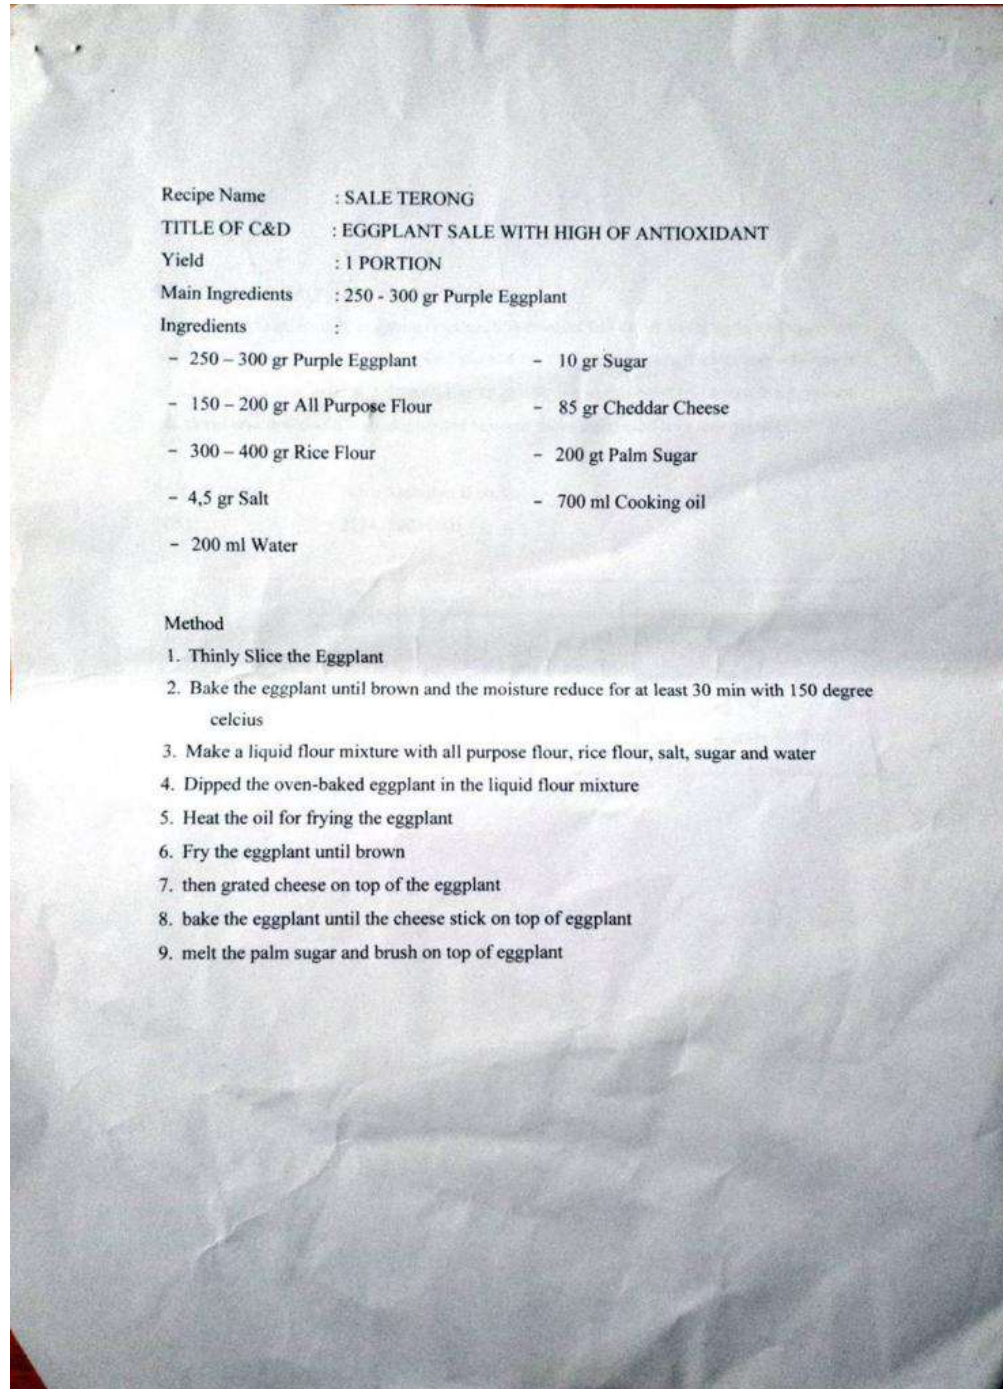 Recipe Name : SALE TERONG
TITLE OF C&D : EGGPLANT SALE WITH HIGH OF ANTIOXIDANT
Yield : 1 PORTION
Main Ingredients : 250 - 300 gr Purple Eggplant
Ingredients :
- 250 – 300 gr Purple Eggplant - 10 gr Sugar
- 150 – 200 gr All Purpose Flour - 85 gr Cheddar Cheese
- 300 – 400 gr Rice Flour - 200 gt Palm Sugar
- 4,5 gr Salt - 700 ml Cooking oil
- 200 ml Water
Method
1. Thinly Slice the Eggplant
2. Bake the eggplant until brown and the moisture reduce for at least 30 min with 150 degree
celcius
3. Make a liquid flour mixture with all purpose flour, rice flour, salt, sugar and water
4. Dipped the oven-baked eggplant in the liquid flour mixture
5. Heat the oil for frying the eggplant
6. Fry the eggplant until brown
7. then grated cheese on top of the eggplant
8. bake the eggplant until the cheese stick on top of eggplant
9. melt the palm sugar and brush on top of eggplant